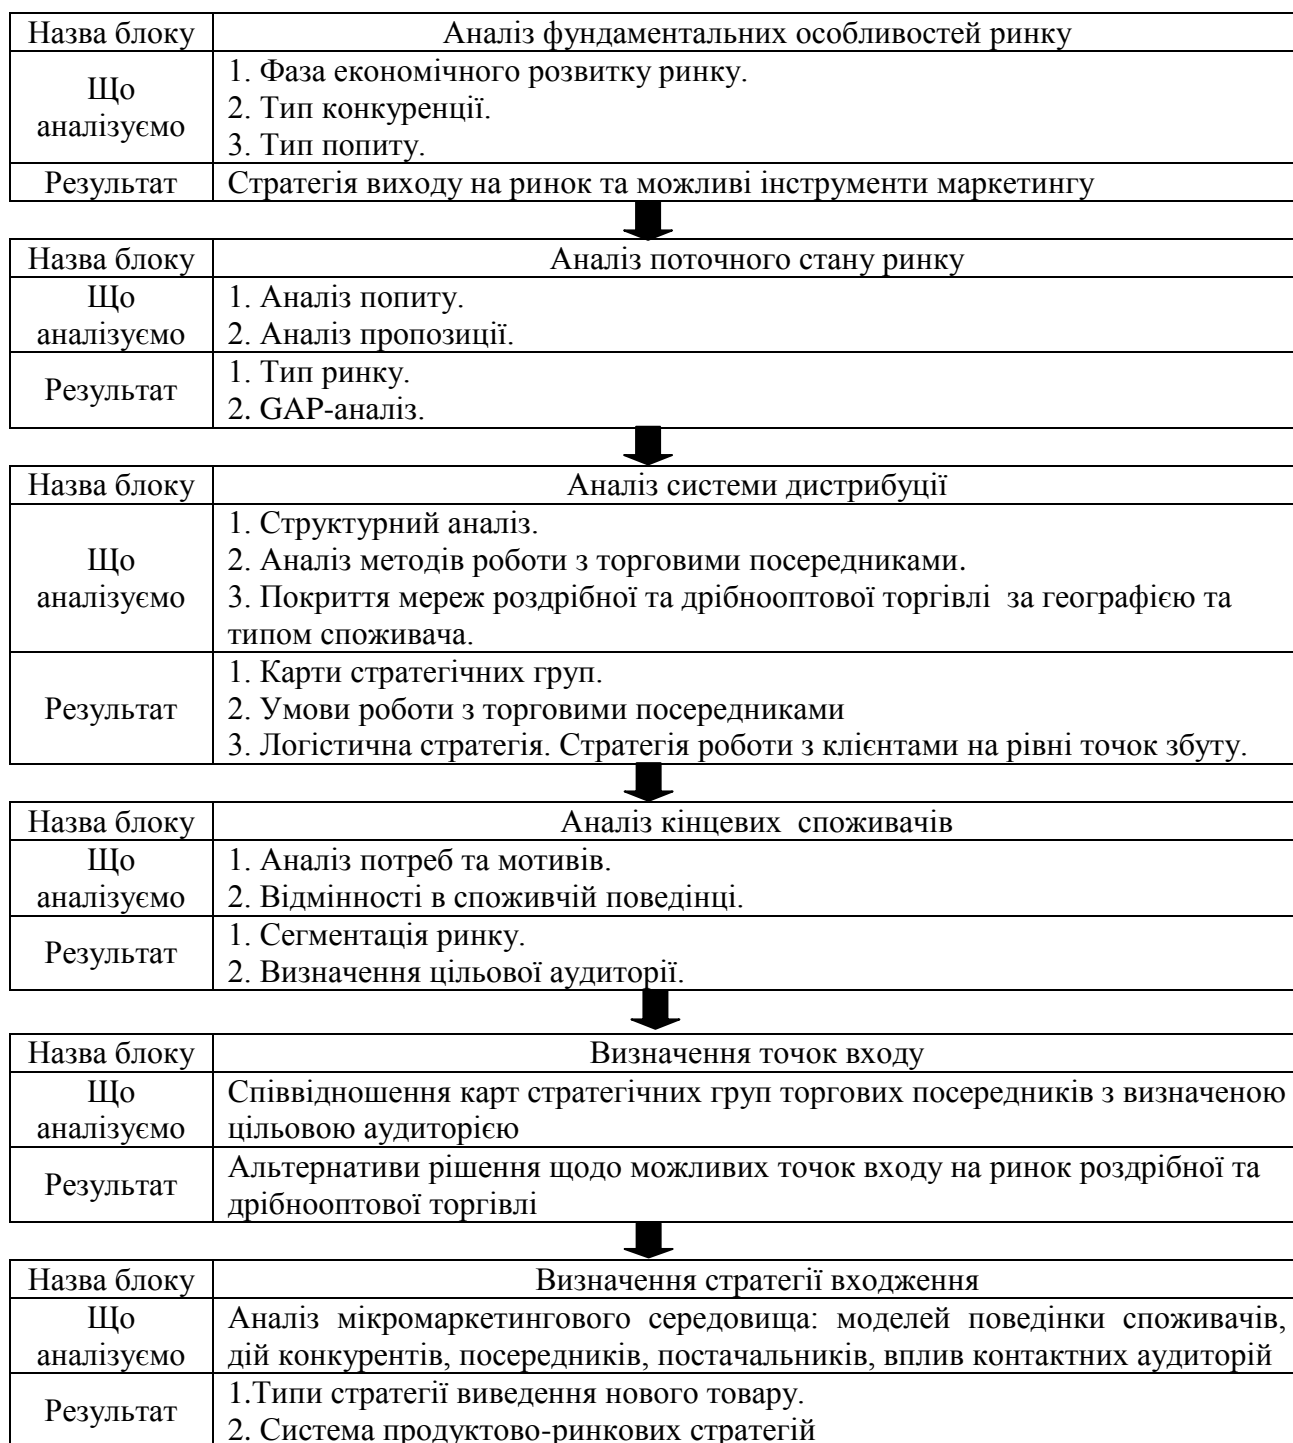 Назва блоку Аналіз фундаментальних особливостей ринку
Що
аналізуємо
1. Фаза економічного розвитку ринку.
2. Тип конкуренції.
3. Тип попиту.
Результат Стратегія виходу на ринок та можливі інструменти маркетингу
Назва блоку Аналіз поточного стану ринку
Що
аналізуємо
1. Аналіз попиту.
2. Аналіз пропозиції.
Результат
1. Тип ринку.
2. GAP-аналіз.
Назва блоку Аналіз системи дистрибуції
Що
аналізуємо
1. Структурний аналіз.
2. Аналіз методів роботи з торговими посередниками.
3. Покриття мереж роздрібної та дрібнооптової торгівлі за географією та
типом споживача.
Результат
1. Карти стратегічних груп.
2. Умови роботи з торговими посередниками
3. Логістична стратегія. Стратегія роботи з клієнтами на рівні точок збуту.
Назва блоку Аналіз кінцевих споживачів
Що
аналізуємо
1. Аналіз потреб та мотивів.
2. Відмінності в споживчій поведінці.
Результат
1. Сегментація ринку.
2. Визначення цільової аудиторії.
Назва блоку Визначення точок входу
Що
аналізуємо
Співвідношення карт стратегічних груп торгових посередників з визначеною
цільовою аудиторією
Результат
Альтернативи рішення щодо можливих точок входу на ринок роздрібної та
дрібнооптової торгівлі
Назва блоку Визначення стратегії входження
Що
аналізуємо
Аналіз мікромаркетингового середовища: моделей поведінки споживачів,
дій конкурентів, посередників, постачальників, вплив контактних аудиторій
Результат
1.Типи стратегії виведення нового товару.
2. Система продуктово-ринкових стратегій